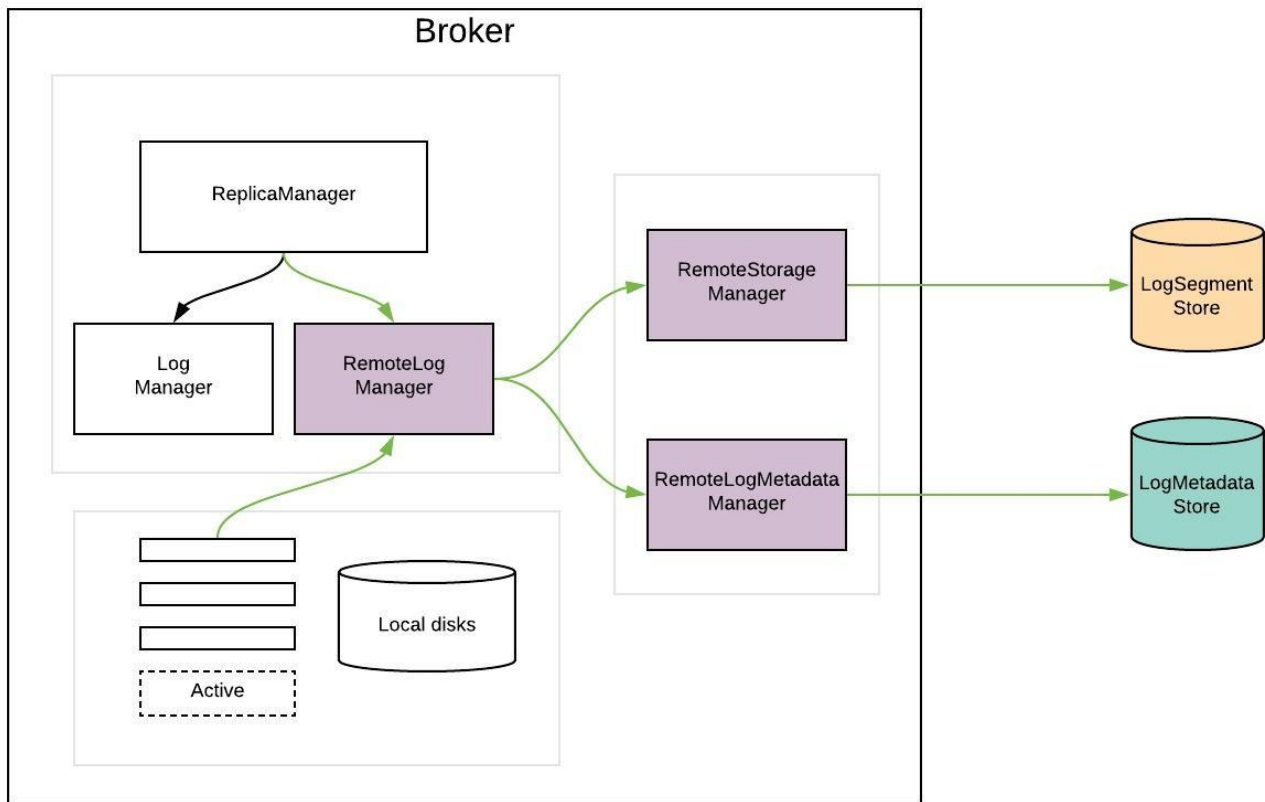 Broker
ReplicaManager
Log
Manager
RemoteLog
Manager
RemoteStorage
Manager
LogSegment
Store
RemoteLogMetadata
Manager
LogMetadata
Store
Local disks
Active